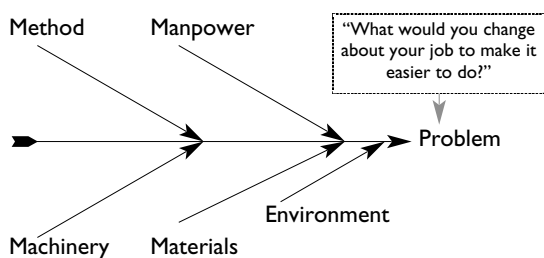 Method
Manpower
“What would you change
about your job to make it
easier to do?”
Problem
Environment
Machinery
Materials